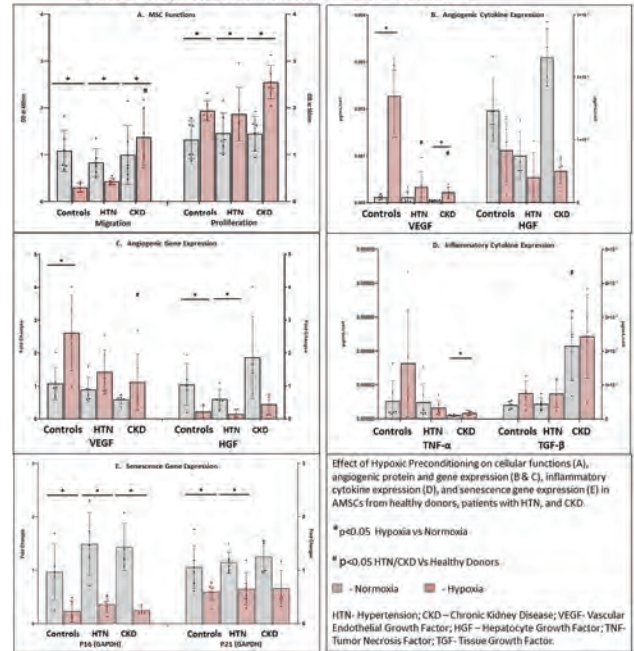 A. MSC Functions
Controls HTN CKD Controls HTN CKD
Migration Proliferation
B. Angiogenic Cytokine Expression
Controls HTN CKD Controls HTN CKD
VEGF HGF
C. Angiogenic Gene Expression
Fold Changes
Fold Changes
Controls HTN CKD Controls HTN CKD
VEGF HGF
D. Inflammatory Cytokine Expression
Controls HTN CKD Controls HTN CKD
TNF-α TGF-β
E. Senescence Gene Expression
Fold Changes
Fold Changes
Controls HTN CKD Controls HTN CKD
P16 (GAPDH) P21 (GAPDH)
Effect of Hypoxic Preconditioning on cellular functions (A),
angiogenic protein and gene expression (B & C), inflammatory
cytokine expression (D), and senescence gene expression (E) in
AMSCs from healthy donors, patients with HTN, and CKD.
*p<0.05 Hypoxia vs Normoxia
# p<0.05 HTN/CKD Vs Healthy Donors
- Normoxia - Hypoxia
HTN- Hypertension; CKD – Chronic Kidney Disease; VEGF- Vascular
Endothelial Growth Factor; HGF – Hepatocyte Growth Factor; TNF-
Tumor Necrosis Factor; TGF- Tissue Growth Factor.